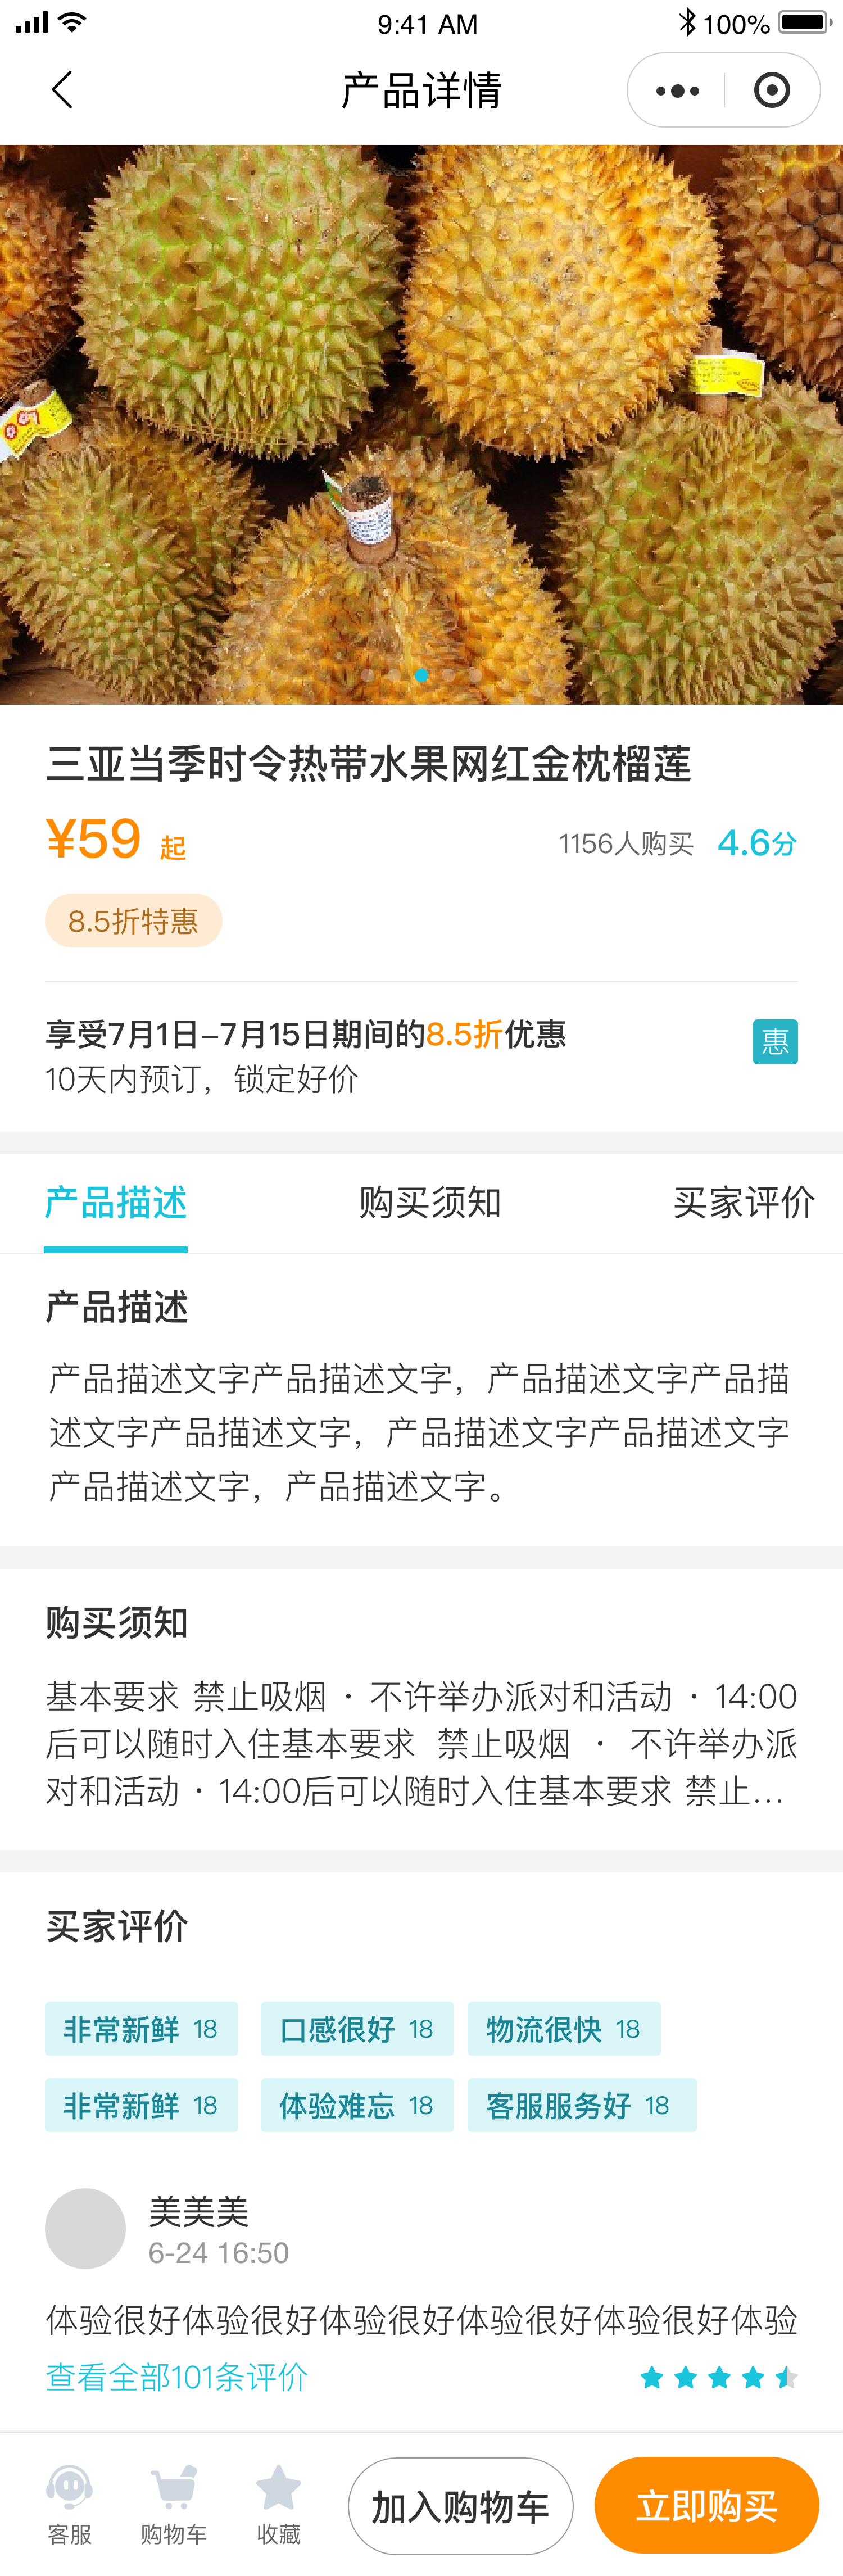 9:41 AM
100%
产品详情
三亚当季时令热带水果网红金枕榴莲
¥59 起
1156人购买 4.6分
8.5折特惠
享受7月1日-7月15日期间的8.5折优惠
惠
10天内预订，锁定好价
产品描述 购买须知 买家评价
产品描述
产品描述文字产品描述文字，产品描述文字产品描
述文字产品描述文字，产品描述文字产品描述文字
产品描述文字，产品描述文字。
购买须知
基本要求 禁止吸烟 · 不许举办派对和活动 · 14:00
后可以随时入住基本要求 禁止吸烟 · 不许举办派
对和活动 · 14:00后可以随时入住基本要求 禁止...
买家评价
非常新鲜 18 口感很好 18 物流很快 18
非常新鲜 18 体验难忘 18 客服服务好 18
美美美
6-24 16:50
体验很好体验很好体验很好体验很好体验很好体验
查看全部101条评价
客服 购物车 收藏 加入购物车 立即购买